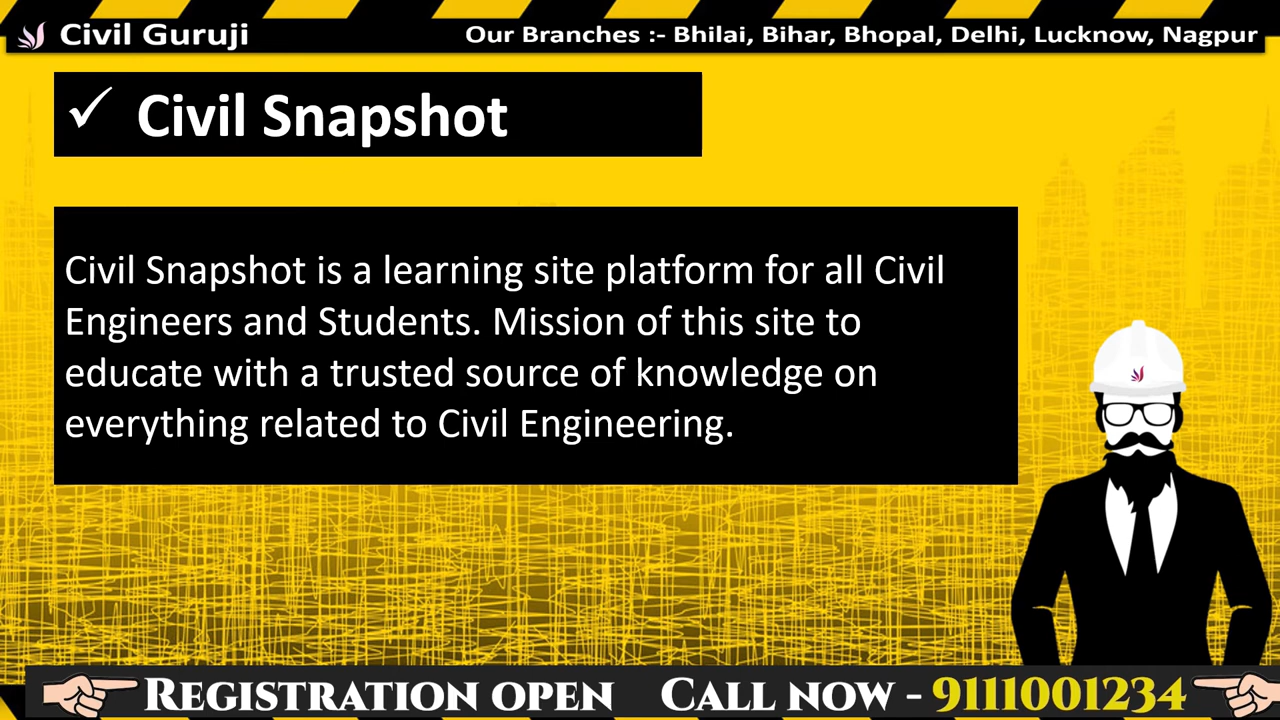 Civil Guruji
Our Branches :- Bhilai, Bihar, Bhopal, Delhi, Lucknow, Nagpur
✓ Civil Snapshot
Civil Snapshot is a learning site platform for all Civil
Engineers and Students. Mission of this site to
educate with a trusted source of knowledge on
everything related to Civil Engineering.
REGISTRATION OPEN CALL NOW - 9111001234